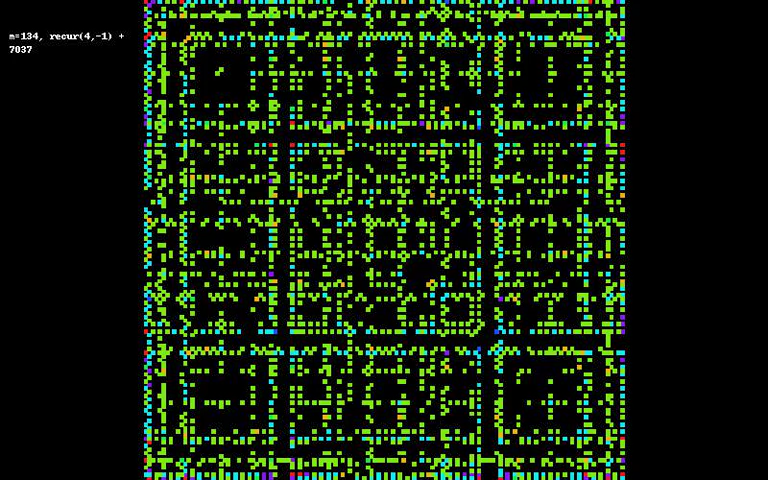 m=134, recur(4,-1) +
7037